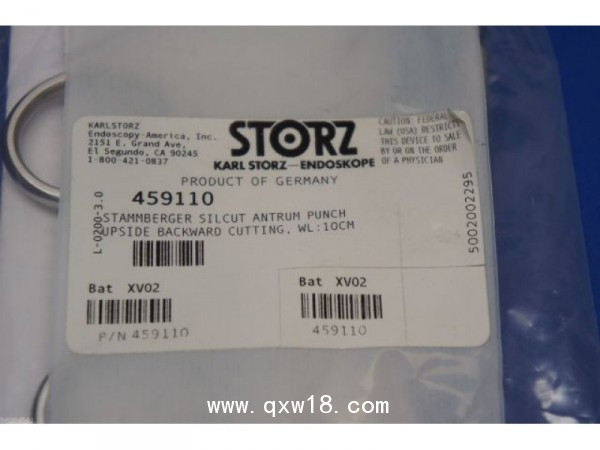 KARLSTORZ
Endoscopy-America, Inc.
2151 E. Grand Ave,
El Segundo, CA 90245
1-800-421-0837
STORZ
KARL STORZ—ENDOSKOPE
CAUTION: FEDERAL
LAW (USA) RESTRICTS
THIS DEVICE TO SALE
BY OR ON THE ORDER
OF A PHYSICIAN
PRODUCT OF GERMANY
459110
STAMMBERGER SILCUT ANTRUM PUNCH
UPSIDE BACKWARD CUTTING, WL:10CM
L-0200-3.0
5002002295
Bat XV02
P/N 459110
Bat XV02
459110
www.qxw18.com